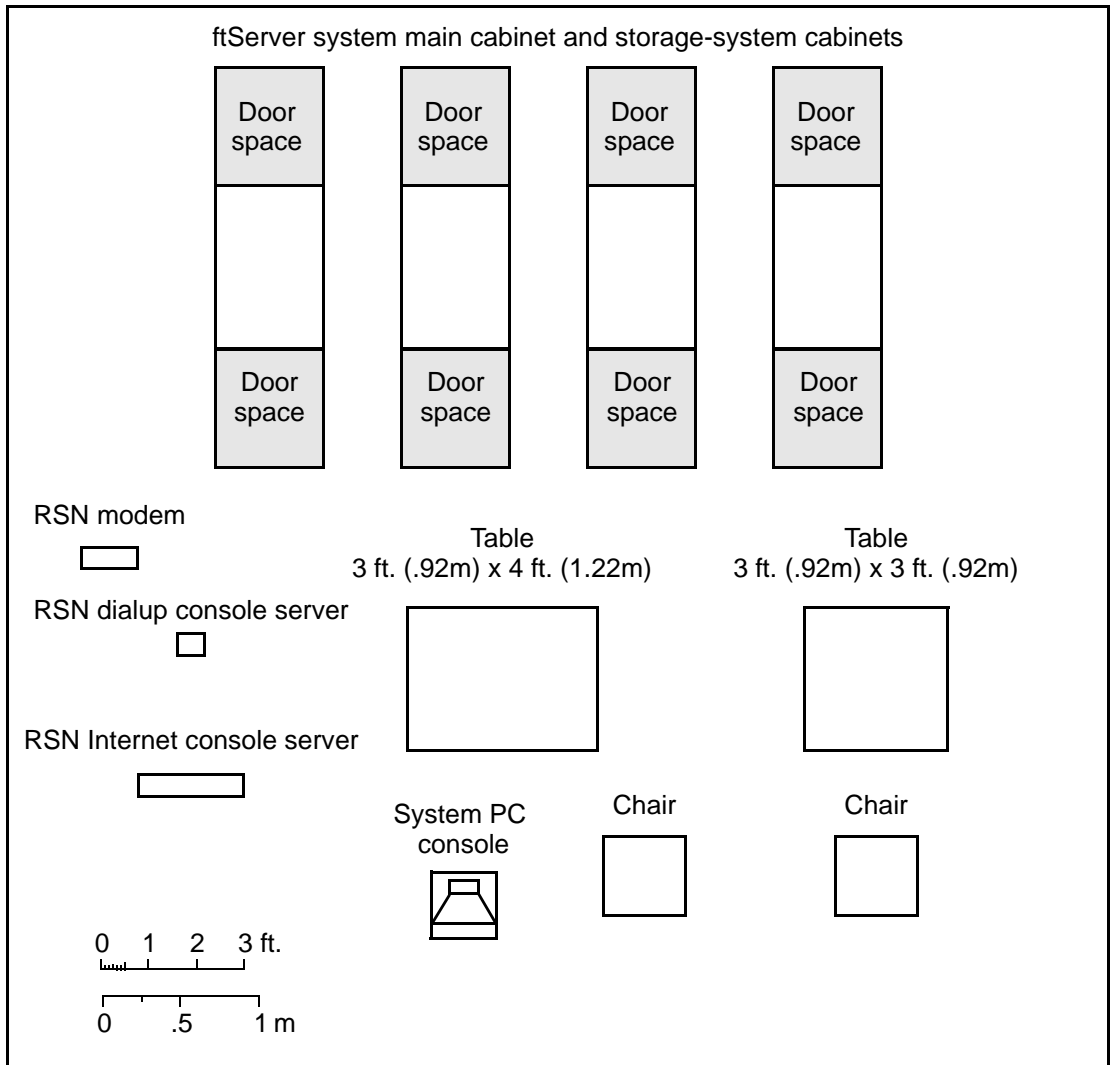 ftServer system main cabinet and storage-system cabinets
Door
space
Door
space
Door
space
Door
space
Door
space
Door
space
Door
space
Door
space
RSN modem
Table
3 ft. (.92m) x 4 ft. (1.22m)
Table
3 ft. (.92m) x 3 ft. (.92m)
RSN dialup console server
RSN Internet console server
System PC
console
Chair
Chair
0 1 2 3 ft.
0 .5 1 m